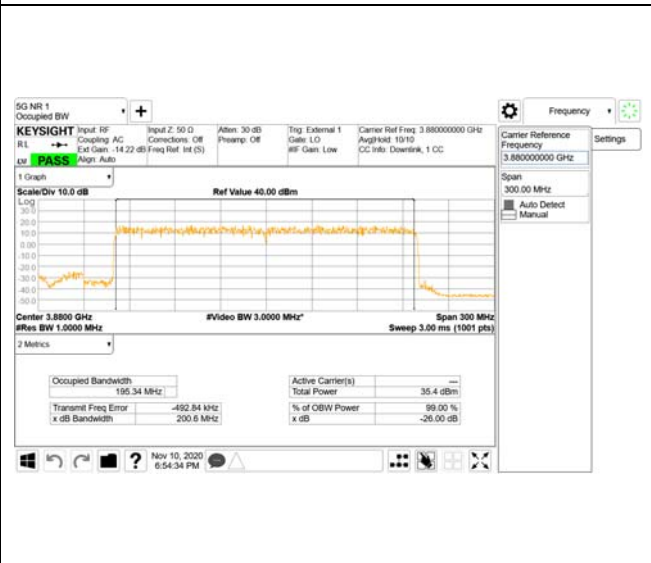 5G NR 1
Occupied BW
Frequency
KEYSIGHT
Input: RF
Coupling: AC
Ext Gain: -14.22 dB
Align: Auto
Input Z: 50 Ω
Corrections: Off
Freq Ref: Int (S)
Atten: 30 dB
Preamp: Off
Trig: External 1
Gate: LO
#IF Gain: Low
Carrier Ref Freq: 3.880000000 GHz
Avg|Hold: 10/10
CC Info: Downlink, 1 CC
RL
PASS
Carrier Reference
Frequency
3.880000000 GHz
Settings
Span
300.00 MHz
Auto Detect
Manual
1 Graph
Scale/Div 10.0 dB
Ref Value 40.00 dBm
Log
30.0
20.0
10.0
0.00
-10.0
-20.0
-30.0
-40.0
-50.0
Center 3.8800 GHz
#Video BW 3.0000 MHz*
Span 300 MHz
#Res BW 1.0000 MHz
Sweep 3.00 ms (1001 pts)
2 Metrics
Occupied Bandwidth
195.34 MHz
Active Carrier(s)
---
Total Power
35.4 dBm
Transmit Freq Error
-492.84 kHz
% of OBW Power
99.00 %
x dB Bandwidth
200.6 MHz
x dB
-26.00 dB
?
Nov 10, 2020
6:54:34 PM